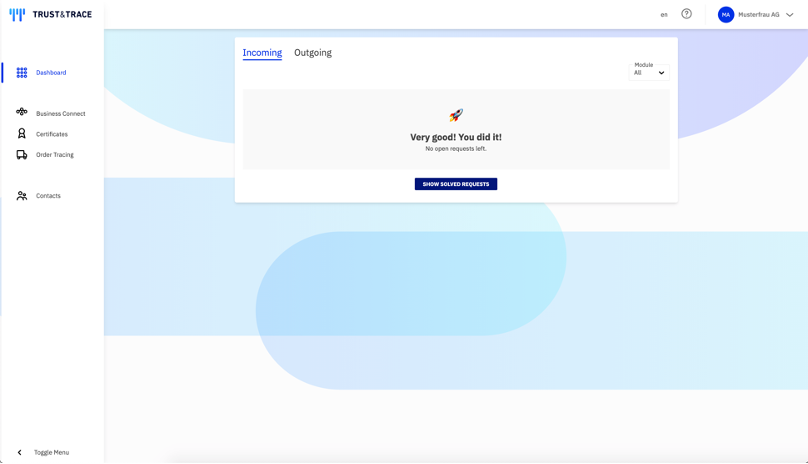 TRUST&TRACE
en
MA
Musterfrau AG
Dashboard
Business Connect
Certificates
Order Tracing
Contacts
Toggle Menu
Incoming
Outgoing
Module
All
Very good! You did it!
No open requests left.
SHOW SOLVED REQUESTS